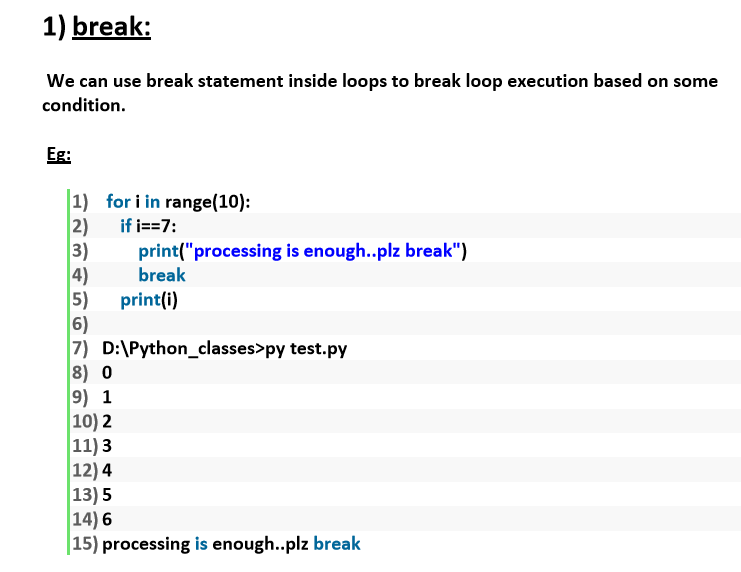 1) break:
We can use break statement inside loops to break loop execution based on some
condition.
Eg:
1) for i in range(10):
2) if i==7:
3) print("processing is enough..plz break")
4) break
5) print(i)
6)
7) D:\Python_classes>py test.py
8) 0
9) 1
10) 2
11) 3
12) 4
13) 5
14) 6
15) processing is enough..plz break